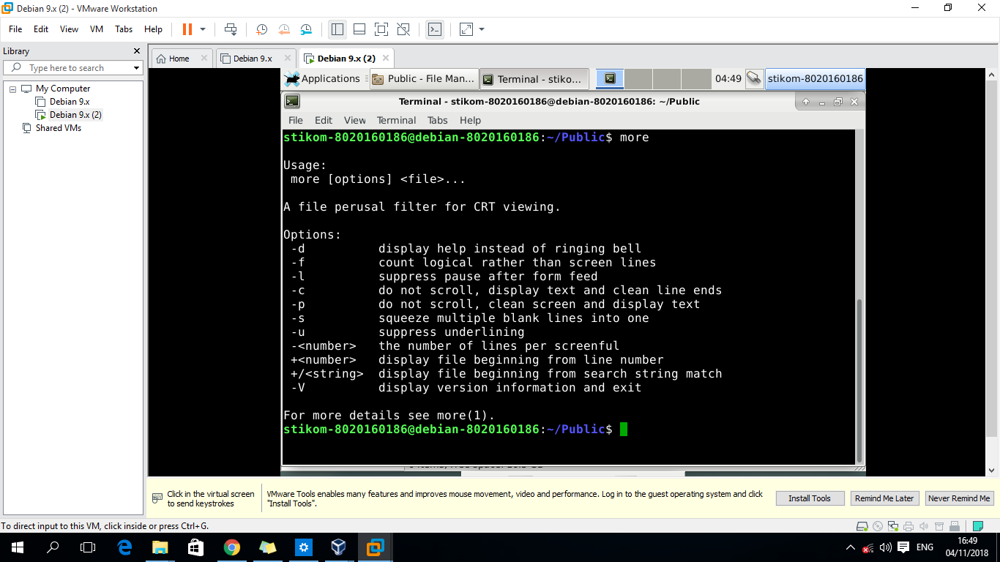 Debian 9.x (2) - VMware Workstation
File Edit View VM Tabs Help
Library
Type here to search
My Computer
Debian 9.x
Debian 9.x (2)
Shared VMs
Home Debian 9.x Debian 9.x (2)
Applications Public - File Man... Terminal - stiko... 04:49 stikom-8020160186
Terminal - stikom-8020160186@debian-8020160186: ~/Public
File Edit View Terminal Tabs Help
stikom-8020160186@debian-8020160186:~/Public$ more
Usage:
more [options] <file>...
A file perusal filter for CRT viewing.
Options:
-d display help instead of ringing bell
-f count logical rather than screen lines
-l suppress pause after form feed
-c do not scroll, display text and clean line ends
-p do not scroll, clean screen and display text
-s squeeze multiple blank lines into one
-u suppress underlining
-<number> the number of lines per screenful
+<number> display file beginning from line number
+/<string> display file beginning from search string match
-V display version information and exit
For more details see more(1).
stikom-8020160186@debian-8020160186:~/Public$
Click in the virtual screen
to send keystrokes
VMware Tools enables many features and improves mouse movement, video and performance. Log in to the guest operating system and click
"Install Tools".
Install Tools Remind Me Later Never Remind Me
To direct input to this VM, click inside or press Ctrl+G.
ENG
16:49
04/11/2018